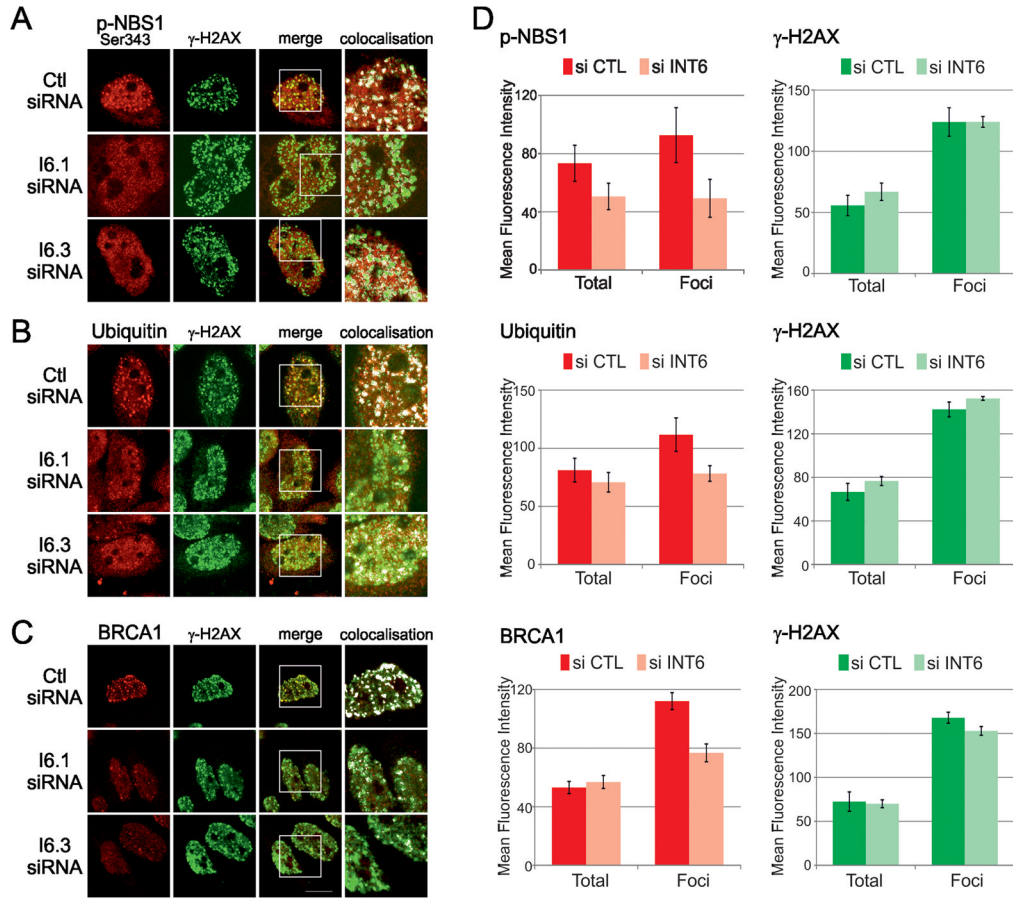 A
p-NBS1
Ser343
γ-H2AX
merge
colocalisation
Ctl
siRNA
I6.1
siRNA
I6.3
siRNA
B
Ubiquitin
γ-H2AX
merge
colocalisation
Ctl
siRNA
I6.1
siRNA
I6.3
siRNA
C
BRCA1
γ-H2AX
merge
colocalisation
Ctl
siRNA
I6.1
siRNA
I6.3
siRNA
D
p-NBS1
si CTL si INT6
Mean Fluorescence Intensity
120
80
40
0
Total Foci
γ-H2AX
si CTL si INT6
Mean Fluorescence Intensity
150
100
50
0
Total Foci
Ubiquitin
si CTL si INT6
Mean Fluorescence Intensity
150
100
50
0
Total Foci
γ-H2AX
si CTL si INT6
Mean Fluorescence Intensity
160
80
40
0
Total Foci
BRCA1
si CTL si INT6
Mean Fluorescence Intensity
120
80
40
0
Total Foci
γ-H2AX
si CTL si INT6
Mean Fluorescence Intensity
200
150
100
50
0
Total Foci